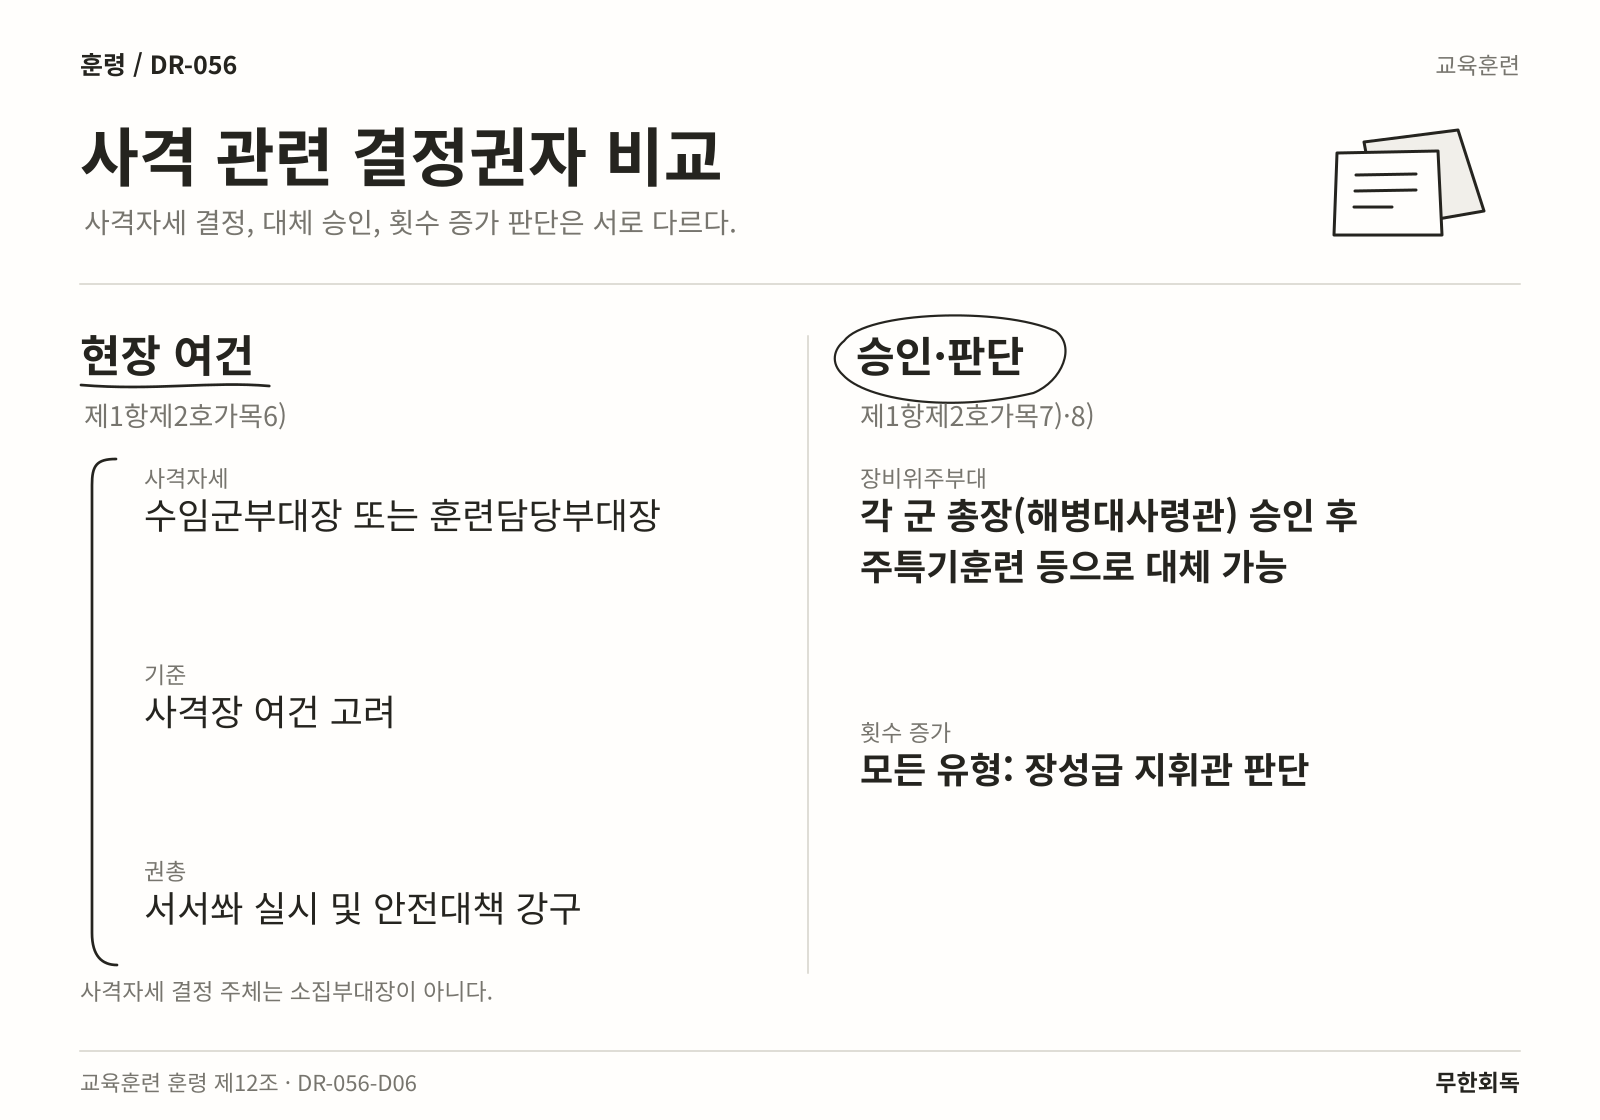 훈령 / DR-056
교육훈련
사격 관련 결정권자 비교
사격자세 결정, 대체 승인, 횟수 증가 판단은 서로 다르다.
현장 여건
제1항제2호가목6)
사격자세
수임군부대장 또는 훈련담당부대장
기준
사격장 여건 고려
권총
서서쏴 실시 및 안전대책 강구
사격자세 결정 주체는 소집부대장이 아니다.
승인·판단
제1항제2호가목7)·8)
장비위주부대
각 군 총장(해병대사령관) 승인 후
주특기훈련 등으로 대체 가능
횟수 증가
모든 유형: 장성급 지휘관 판단
교육훈련 훈령 제12조 · DR-056-D06
무한회독